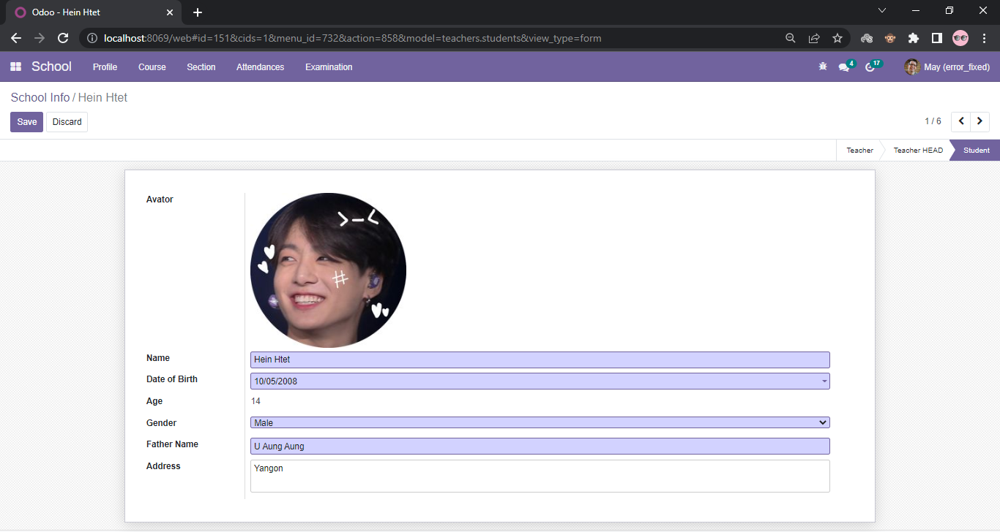 Odoo - Hein Htet
localhost:8069/web#id=151&cids=1&menu_id=732&action=858&model=teachers.students&view_type=form
School Profile Course Section Attendances Examination 4 17 May (error_fixed)
School Info / Hein Htet
Save Discard 1 / 6
Teacher Teacher HEAD Student
Avator
>–<
#
Name Hein Htet
Date of Birth 10/05/2008
Age 14
Gender Male
Father Name U Aung Aung
Address Yangon